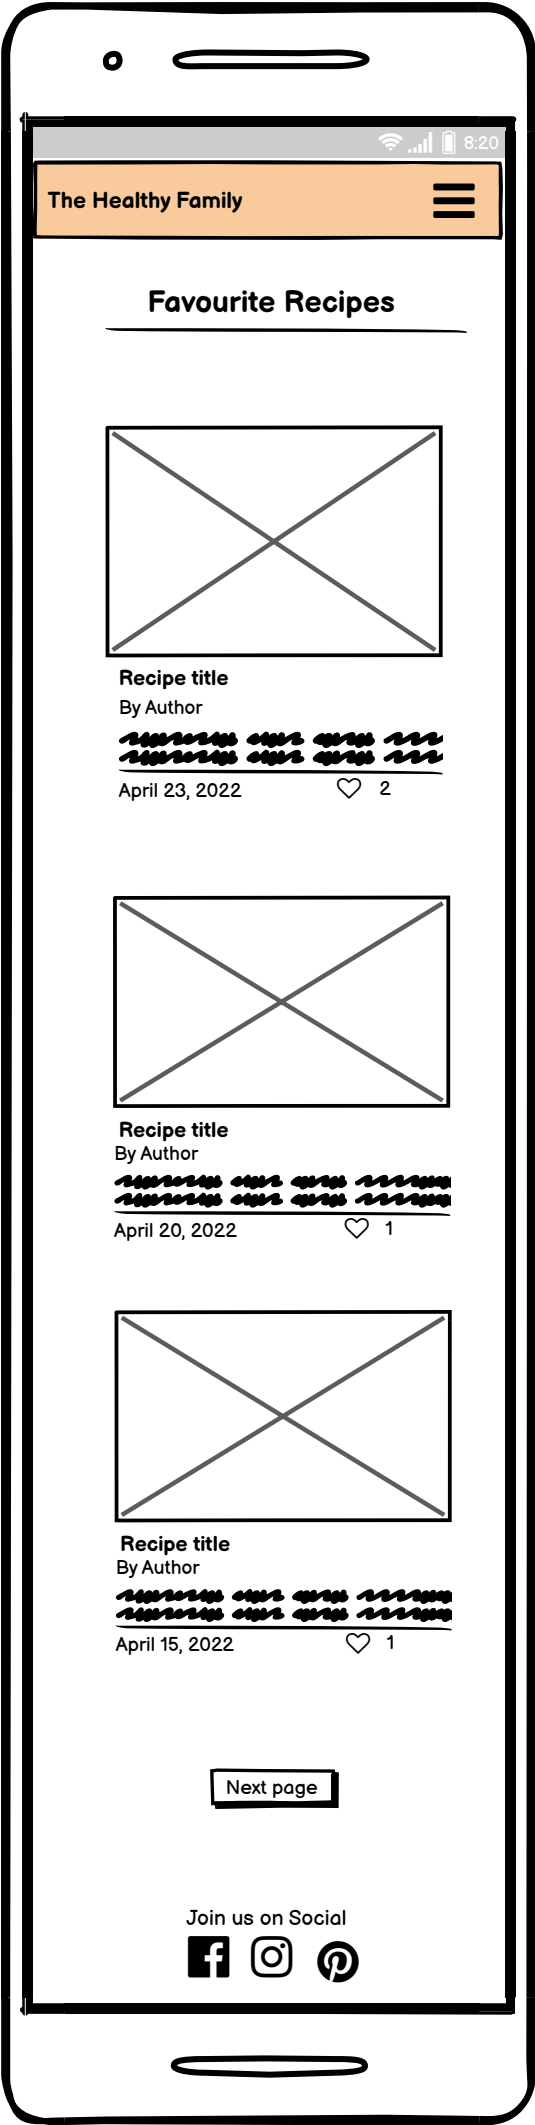 8:20
The Healthy Family
Favourite Recipes
Recipe title
By Author
April 23, 2022 2
Recipe title
By Author
April 20, 2022 1
Recipe title
By Author
April 15, 2022 1
Next page
Join us on Social